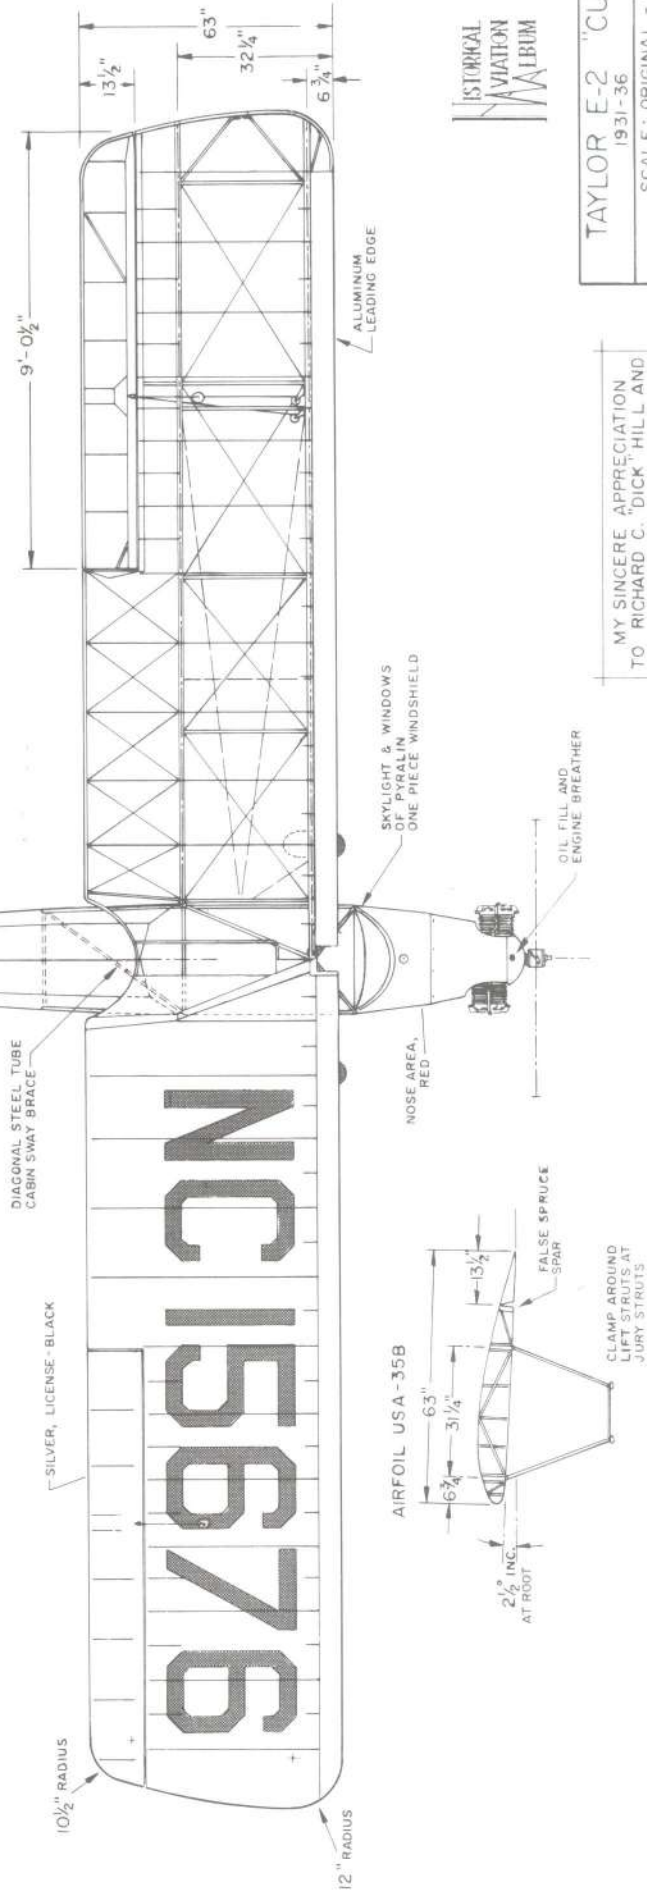 DIAGONAL STEEL TUBE
CABIN SWAY BRACE
SILVER, LICENSE-BLACK
10½" RADIUS
12" RADIUS
NC15676
9'-0½"
13½"
63"
32¼"
6¾"
ALUMINUM
LEADING EDGE
SKYLIGHT & WINDOWS
OF PYRALIN
ONE PIECE WINDSHIELD
NOSE AREA,
RED
OIL FILL AND
ENGINE BREATHER
AIRFOIL USA-35B
63"
6¾"
31¼"
13½"
FALSE SPRUCE
SPAR
2½° INC.
AT ROOT
CLAMP AROUND
LIFT STRUTS AT
JURY STRUTS
ISTORICAL
VIATION
LBUM
TAYLOR E-2 "CU
1931-36
SCALE: ORIGINAL
MY SINCERE APPRECIATION
TO RICHARD C. "DICK" HILL AND